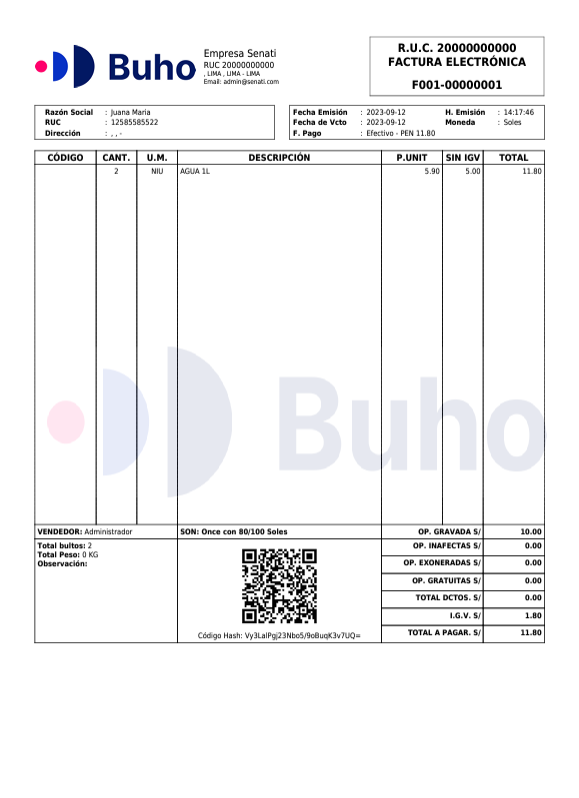 Buho
Empresa Senati
RUC 20000000000
, LIMA , LIMA - LIMA
Email: admin@senati.com
R.U.C. 20000000000
FACTURA ELECTRÓNICA
F001-00000001
Razón Social : Juana Maria
RUC : 12585585522
Dirección : , , -
Fecha Emisión : 2023-09-12 H. Emisión : 14:17:46
Fecha de Vcto : 2023-09-12 Moneda : Soles
F. Pago : Efectivo - PEN 11.80
CÓDIGO CANT. U.M. DESCRIPCIÓN P.UNIT SIN IGV TOTAL
2 NIU AGUA 1L 5.90 5.00 11.80
Buho
VENDEDOR: Administrador SON: Once con 80/100 Soles OP. GRAVADA S/ 10.00
Total bultos: 2 OP. INAFECTAS S/ 0.00
Total Peso: 0 KG
Observación: OP. EXONERADAS S/ 0.00
OP. GRATUITAS S/ 0.00
TOTAL DCTOS. S/ 0.00
I.G.V. S/ 1.80
Código Hash: Vy3LalPgj23Nbo5/9oBuqK3v7UQ= TOTAL A PAGAR. S/ 11.80